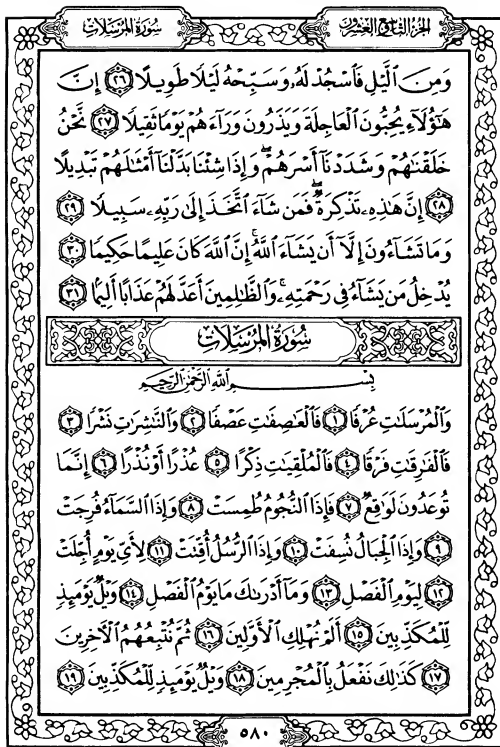 الجزء التاسع والعشرون
سورة المرسلات
وَمِنَ ٱلَّيْلِ فَٱسْجُدْ لَهُۥ وَسَبِّحْهُ لَيْلًا طَوِيلًا ٢٦ إِنَّ
هَٰٓؤُلَآءِ يُحِبُّونَ ٱلْعَاجِلَةَ وَيَذَرُونَ وَرَآءَهُمْ يَوْمًا ثَقِيلًا ٢٧ نَّحْنُ
خَلَقْنَٰهُمْ وَشَدَدْنَآ أَسْرَهُمْ ۖ وَإِذَا شِئْنَا بَدَّلْنَآ أَمْثَٰلَهُمْ تَبْدِيلًا
٢٨ إِنَّ هَٰذِهِۦ تَذْكِرَةٌ ۖ فَمَن شَآءَ ٱتَّخَذَ إِلَىٰ رَبِّهِۦ سَبِيلًا ٢٩
وَمَا تَشَآءُونَ إِلَّآ أَن يَشَآءَ ٱللَّهُ ۚ إِنَّ ٱللَّهَ كَانَ عَلِيمًا حَكِيمًا ٣٠
يُدْخِلُ مَن يَشَآءُ فِى رَحْمَتِهِۦ ۚ وَٱلظَّٰلِمِينَ أَعَدَّ لَهُمْ عَذَابًا أَلِيمًۢا ٣١
سُورَةُ الْمُرْسَلَاتِ
بِسْمِ ٱللَّهِ ٱلرَّحْمَٰنِ ٱلرَّحِيمِ
وَٱلْمُرْسَلَٰتِ عُرْفًا ١ فَٱلْعَٰصِفَٰتِ عَصْفًا ٢ وَٱلنَّٰشِرَٰتِ نَشْرًا ٣
فَٱلْفَٰرِقَٰتِ فَرْقًا ٤ فَٱلْمُلْقِيَٰتِ ذِكْرًا ٥ عُذْرًا أَوْ نُذْرًا ٦ إِنَّمَا
تُوعَدُونَ لَوَٰقِعٌ ٧ فَإِذَا ٱلنُّجُومُ طُمِسَتْ ٨ وَإِذَا ٱلسَّمَآءُ فُرِجَتْ
٩ وَإِذَا ٱلْجِبَالُ نُسِفَتْ ١٠ وَإِذَا ٱلرُّسُلُ أُقِّتَتْ ١١ لِأَىِّ يَوْمٍ أُجِّلَتْ
١٢ لِيَوْمِ ٱلْفَصْلِ ١٣ وَمَآ أَدْرَىٰكَ مَا يَوْمُ ٱلْفَصْلِ ١٤ وَيْلٌ يَوْمَئِذٍ
لِّلْمُكَذِّبِينَ ١٥ أَلَمْ نُهْلِكِ ٱلْأَوَّلِينَ ١٦ ثُمَّ نُتْبِعُهُمُ ٱلْءَاخِرِينَ
١٧ كَذَٰلِكَ نَفْعَلُ بِٱلْمُجْرِمِينَ ١٨ وَيْلٌ يَوْمَئِذٍ لِّلْمُكَذِّبِينَ ١٩
٥٨٠